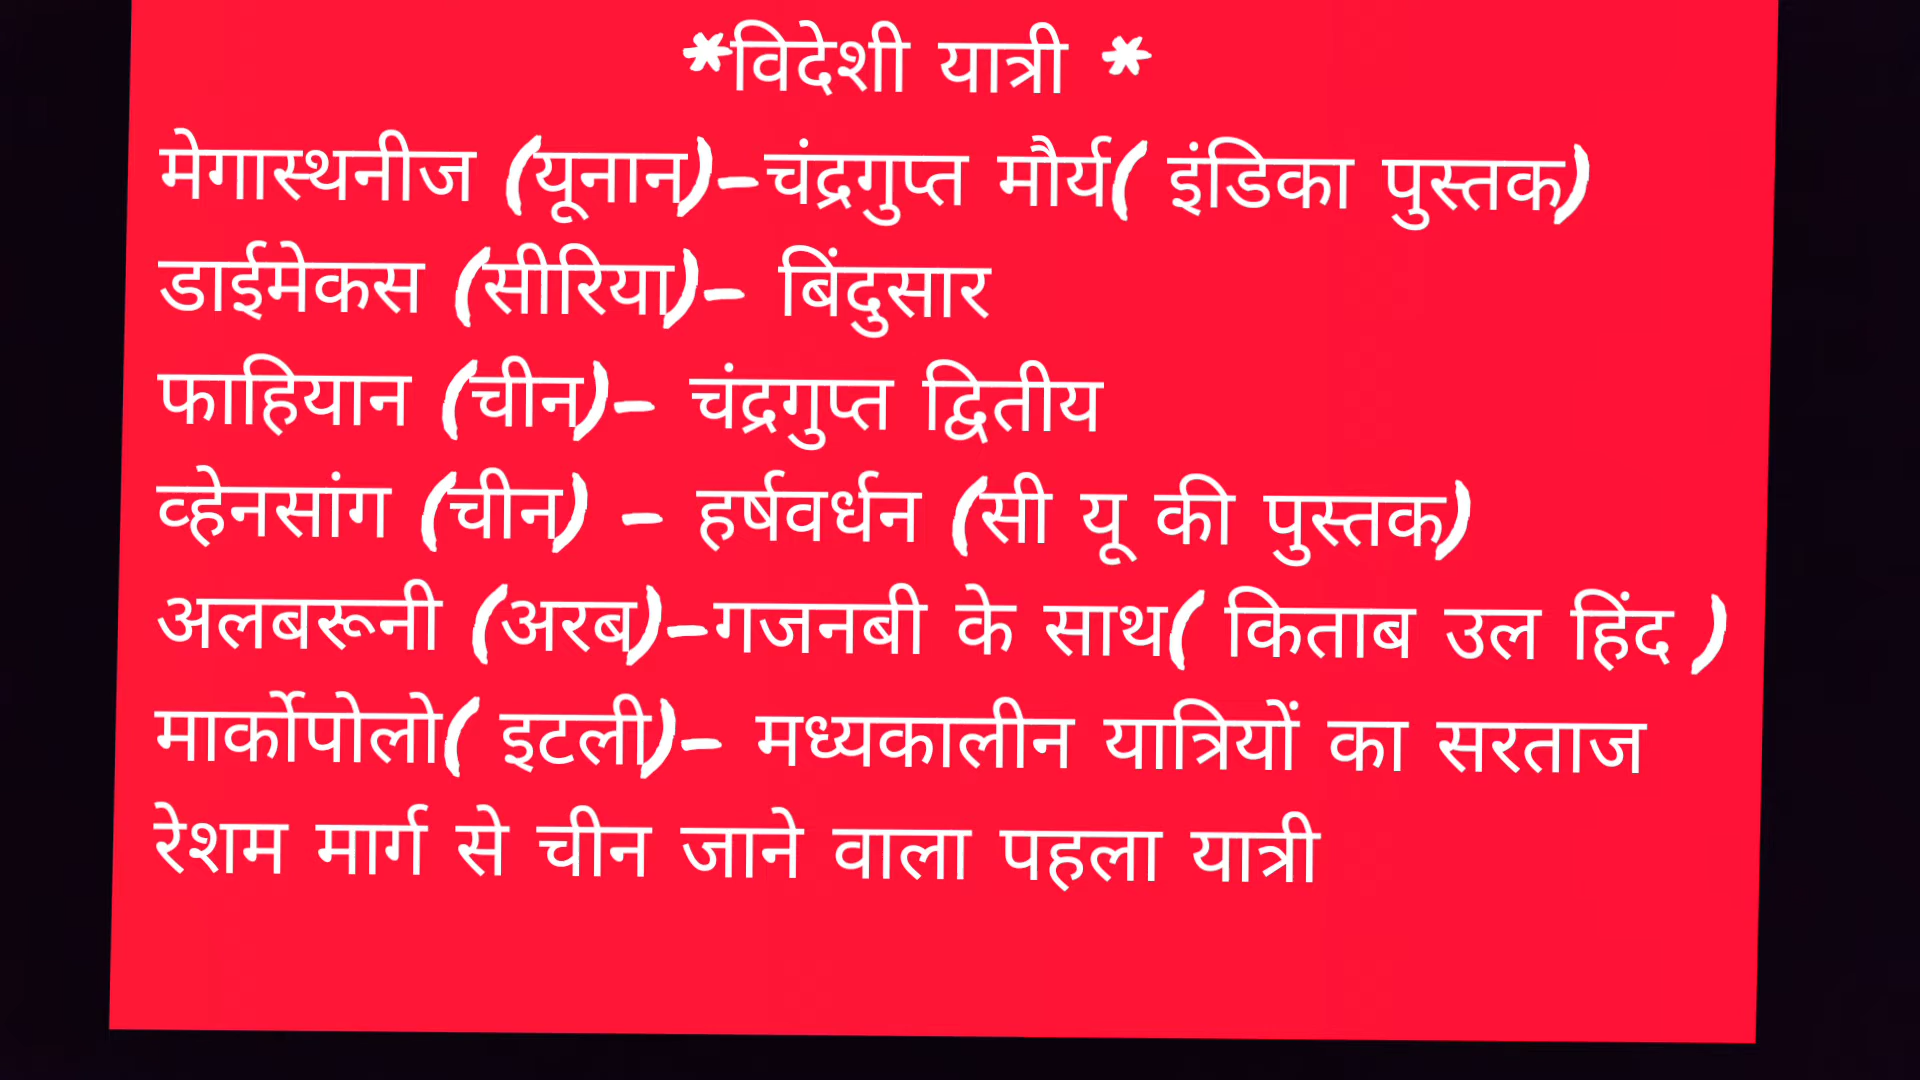 *विदेशी यात्री *
मेगास्थनीज (यूनान)-चंद्रगुप्त मौर्य( इंडिका पुस्तक)
डाईमेकस (सीरिया)- बिंदुसार
फाहियान (चीन)- चंद्रगुप्त द्वितीय
व्हेनसांग (चीन) - हर्षवर्धन (सी यू की पुस्तक)
अलबरूनी (अरब)-गजनबी के साथ( किताब उल हिंद )
मार्कोपोलो( इटली)- मध्यकालीन यात्रियों का सरताज
रेशम मार्ग से चीन जाने वाला पहला यात्री